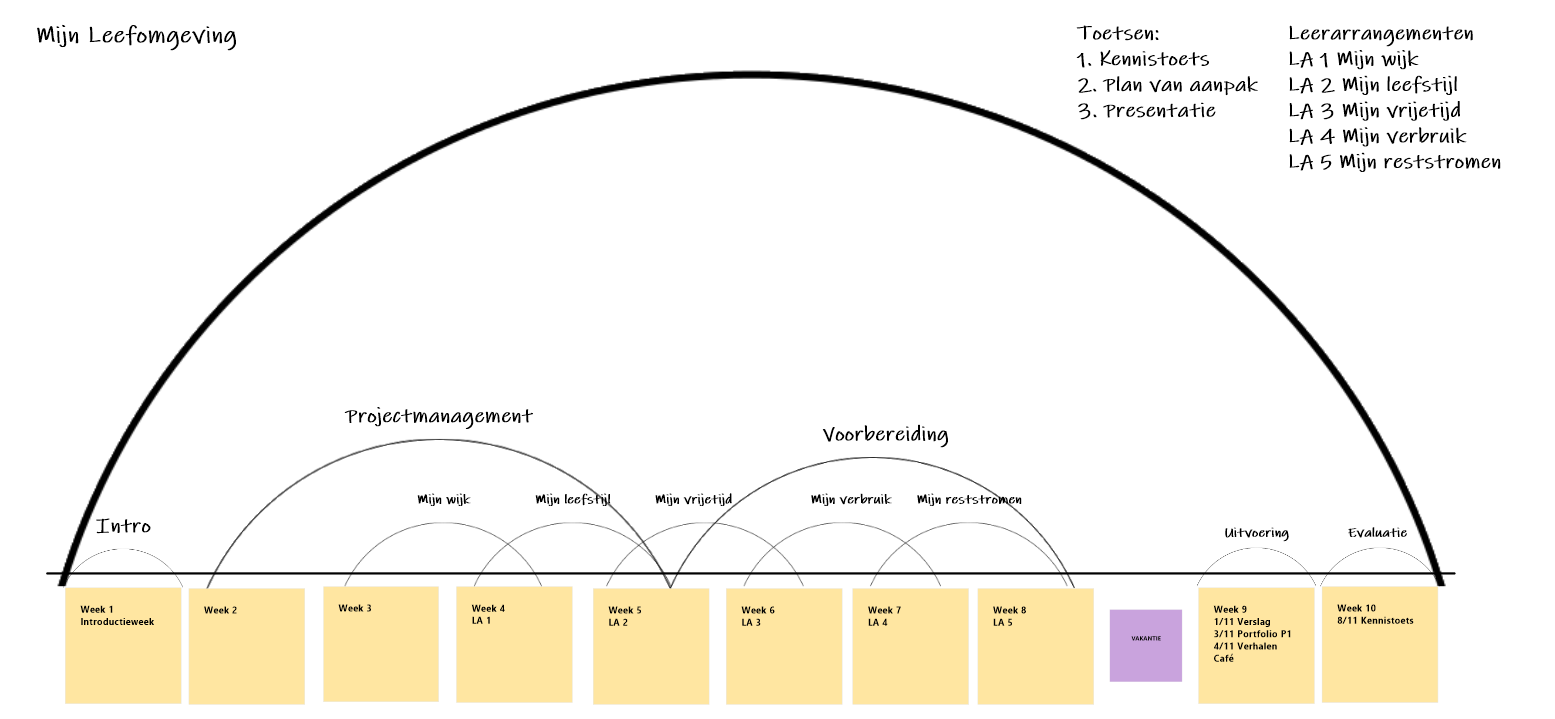 Mijn Leefomgeving
Toetsen:
1. Kennistoets
2. Plan van aanpak
3. Presentatie
Leerarrangementen
LA 1 Mijn wijk
LA 2 Mijn leefstijl
LA 3 Mijn vrijetijd
LA 4 Mijn verbruik
LA 5 Mijn reststromen
Projectmanagement
Voorbereiding
Mijn wijk
Mijn leefstijl
Mijn vrijetijd
Mijn verbruik
Mijn reststromen
Intro
Uitvoering
Evaluatie
Week 1
Introductieweek
Week 2
Week 3
Week 4
LA 1
Week 5
LA 2
Week 6
LA 3
Week 7
LA 4
Week 8
LA 5
VAKANTIE
Week 9
1/11 Verslag
3/11 Portfolio P1
4/11 Verhalen
Café
Week 10
8/11 Kennistoets